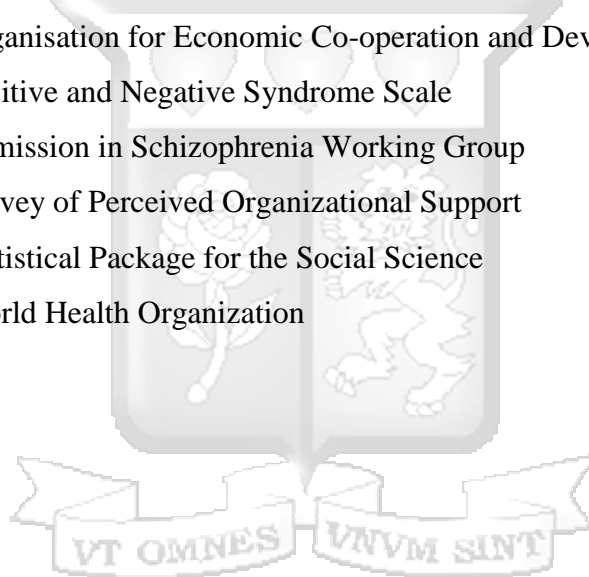 ganisation for Economic Co-operation and Dev
itive and Negative Syndrome Scale
mission in Schizophrenia Working Group
vey of Perceived Organizational Support
tistical Package for the Social Science
orld Health Organization
VT OMNES VNVM SINT